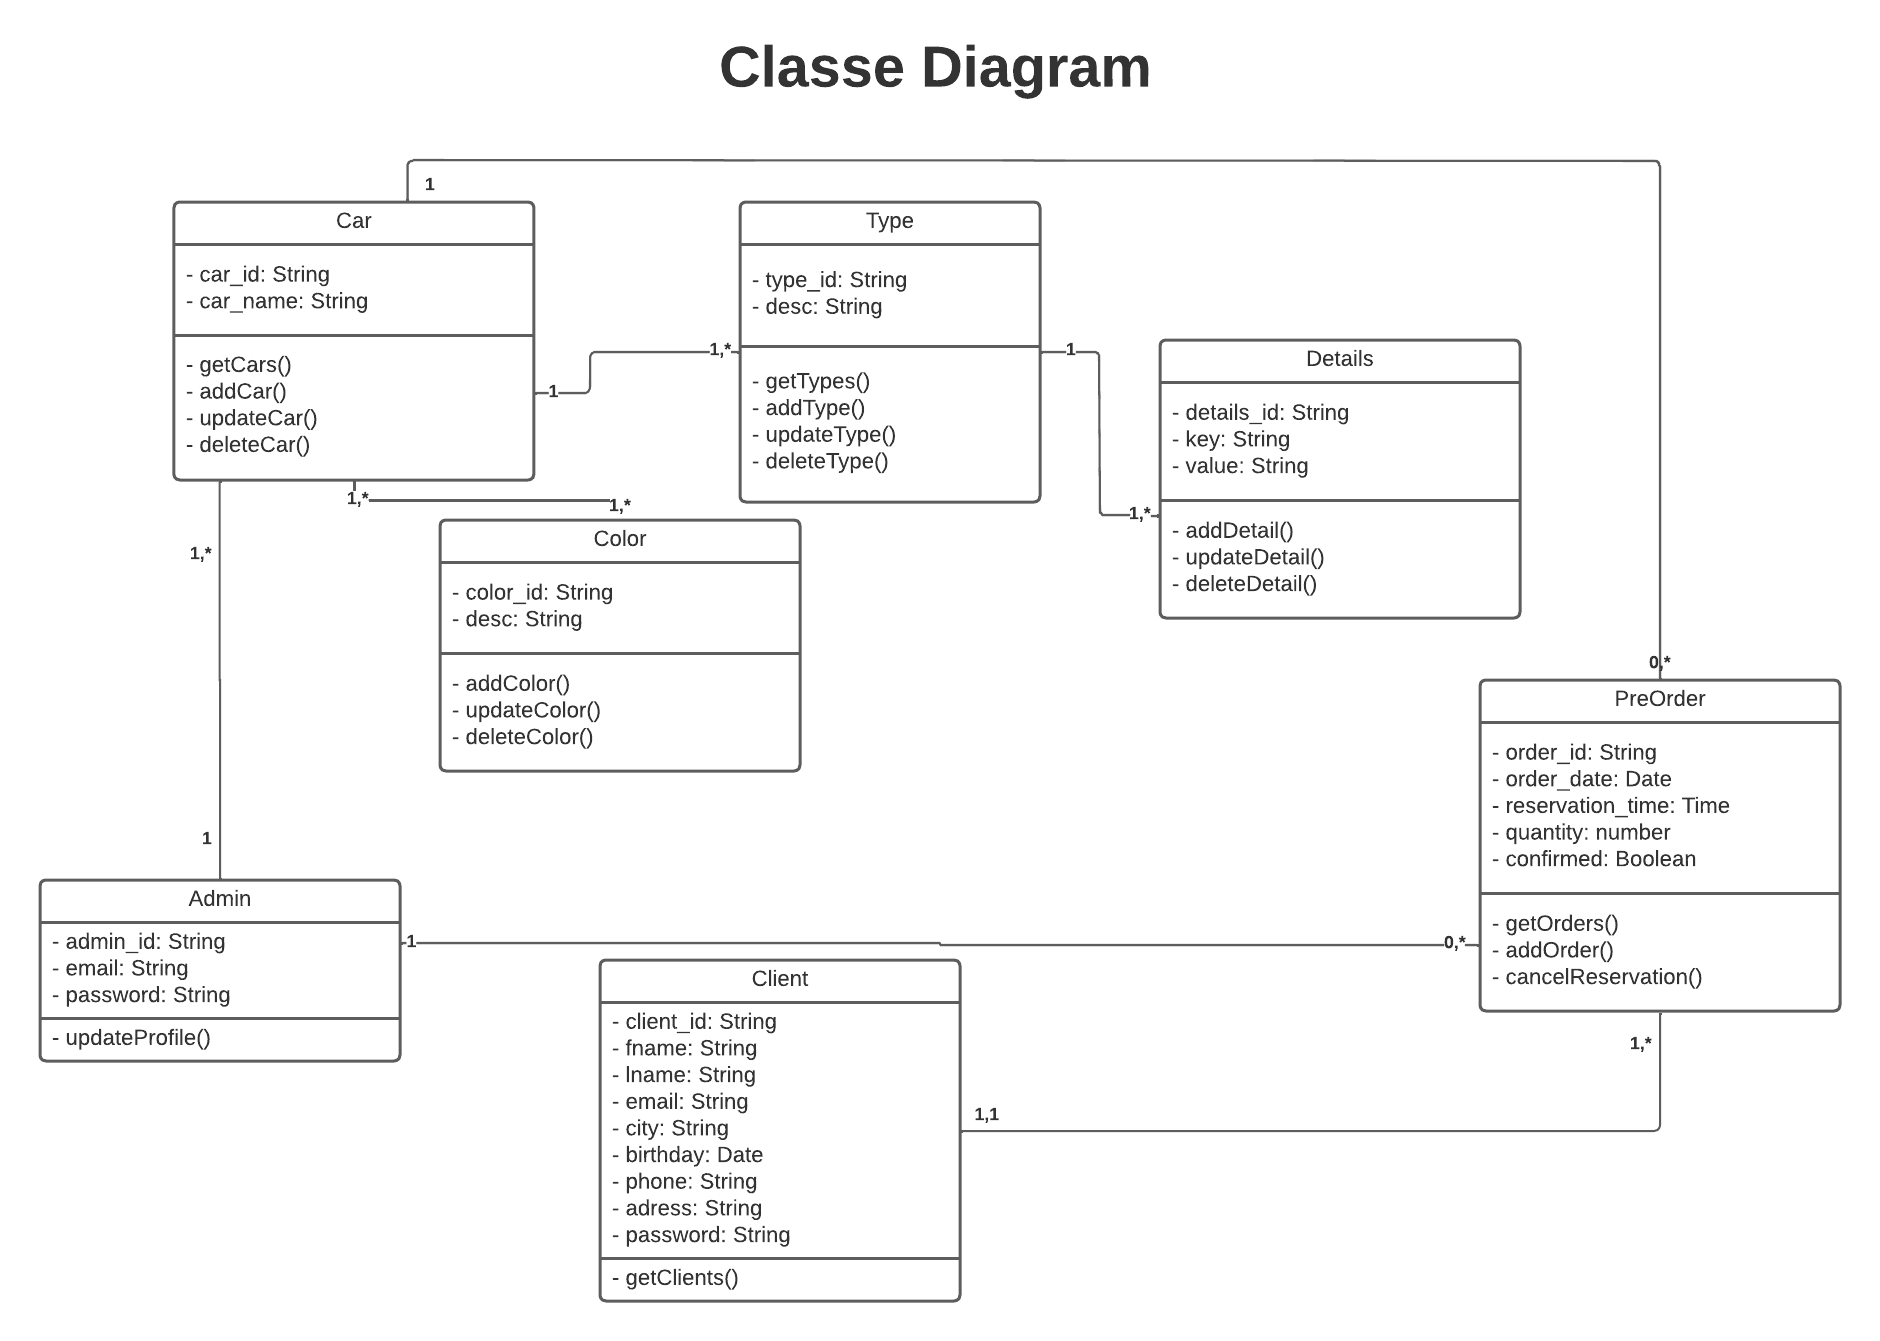 Classe Diagram
1
Car
- car_id: String
- car_name: String
- getCars()
- addCar()
- updateCar()
- deleteCar()
1
1,*
Type
- type_id: String
- desc: String
- getTypes()
- addType()
- updateType()
- deleteType()
1
1,*
Details
- details_id: String
- key: String
- value: String
- addDetail()
- updateDetail()
- deleteDetail()
1,*
1,*
Color
- color_id: String
- desc: String
- addColor()
- updateColor()
- deleteColor()
1,*
1
0,*
PreOrder
- order_id: String
- order_date: Date
- reservation_time: Time
- quantity: number
- confirmed: Boolean
- getOrders()
- addOrder()
- cancelReservation()
Admin
- admin_id: String
- email: String
- password: String
- updateProfile()
1
0,*
Client
- client_id: String
- fname: String
- lname: String
- email: String
- city: String
- birthday: Date
- phone: String
- adress: String
- password: String
- getClients()
1,1
1,*